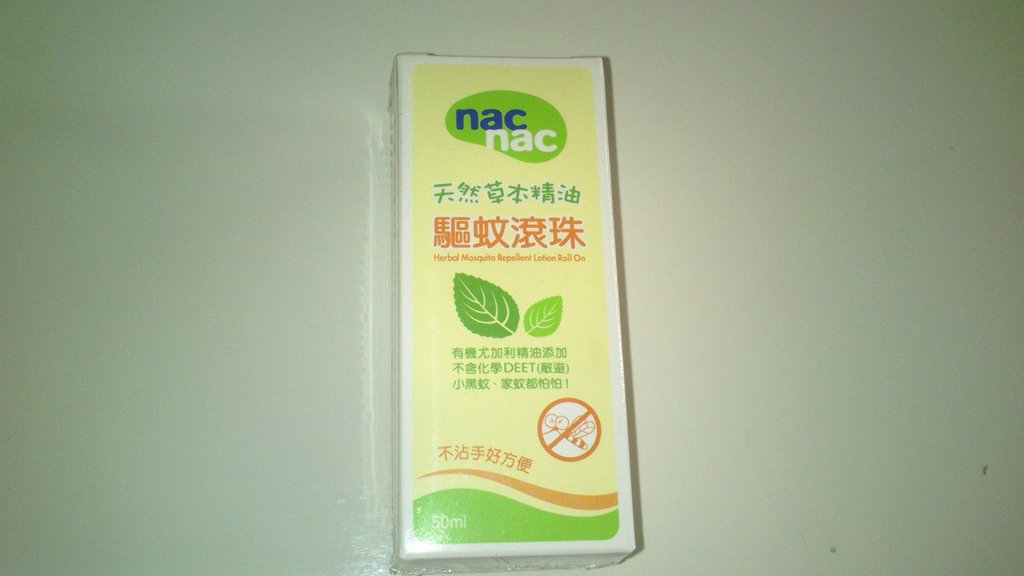 nac
nac
天然草本精油
驅蚊滾珠
Herbal Mosquito Repellent Lotion Roll On
有機尤加利精油添加
不含化學DEET(敵避)
小黑蚊、家蚊都怕怕!
不沾手好方便
50ml